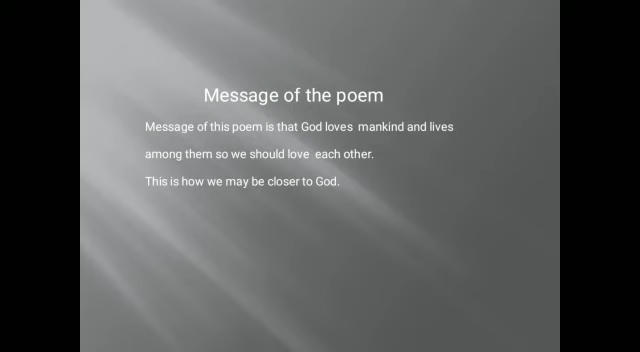 Message of the poem
Message of this poem is that God loves mankind and lives
among them so we should love each other.
This is how we may be closer to God.